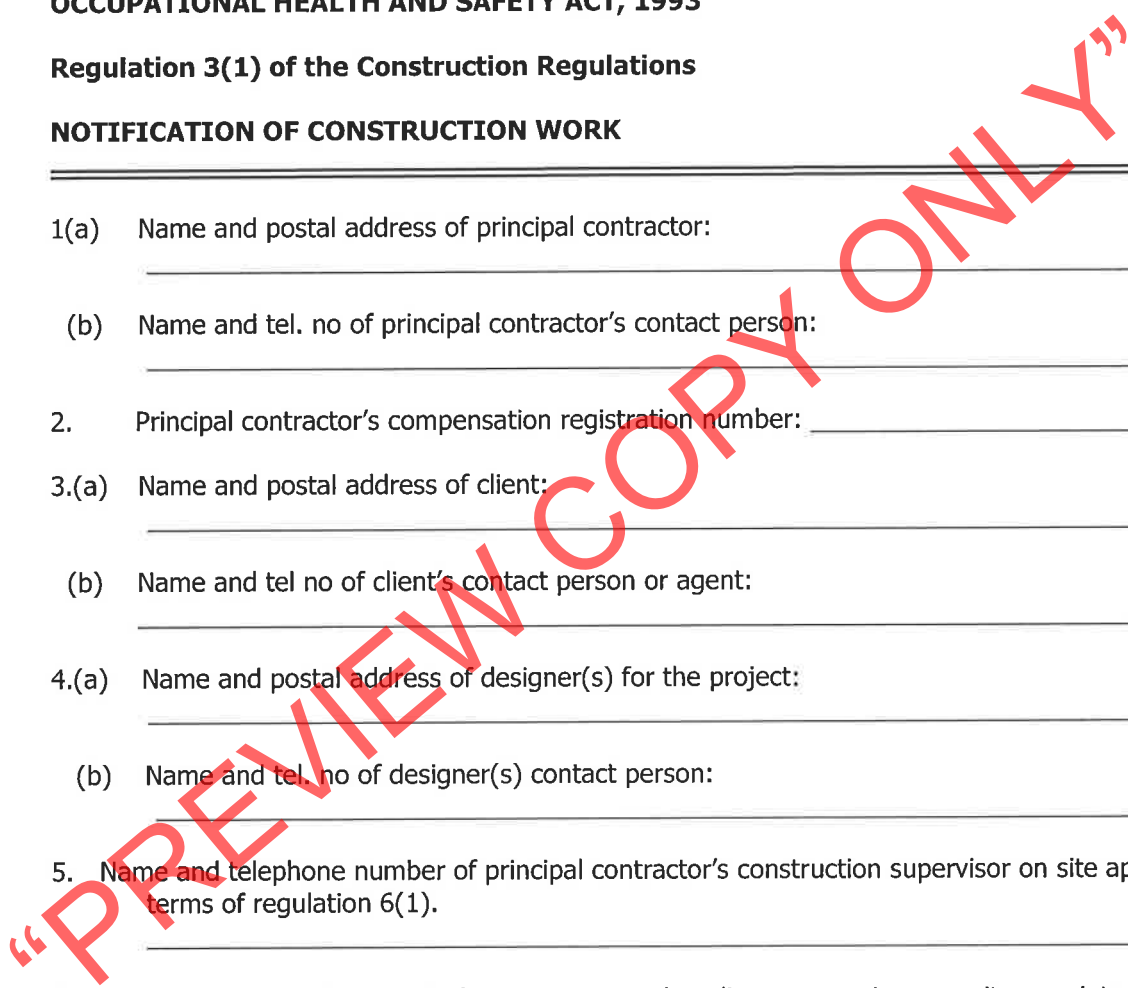 OCCUPATIONAL HEALTH AND SAFETY ACT, 1993
Regulation 3(1) of the Construction Regulations
NOTIFICATION OF CONSTRUCTION WORK
1(a) Name and postal address of principal contractor:
(b) Name and tel. no of principal contractor's contact person:
2. Principal contractor's compensation registration number:
3.(a) Name and postal address of client:
(b) Name and tel no of client's contact person or agent:
4.(a) Name and postal address of designer(s) for the project:
(b) Name and tel. no of designer(s) contact person:
5. Name and telephone number of principal contractor's construction supervisor on site
terms of regulation 6(1).
“PREVIEW COPY ONLY”